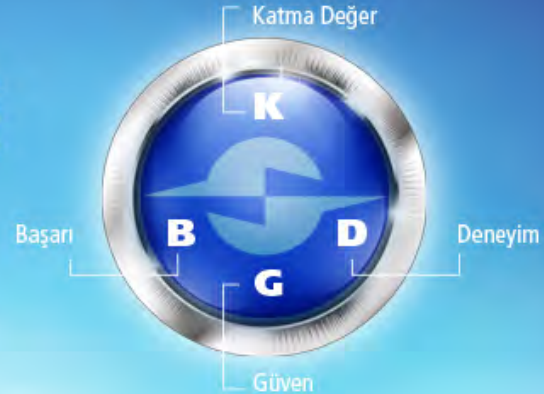 Katma Değer
K
Başarı
B
D
Deneyim
G
Güven